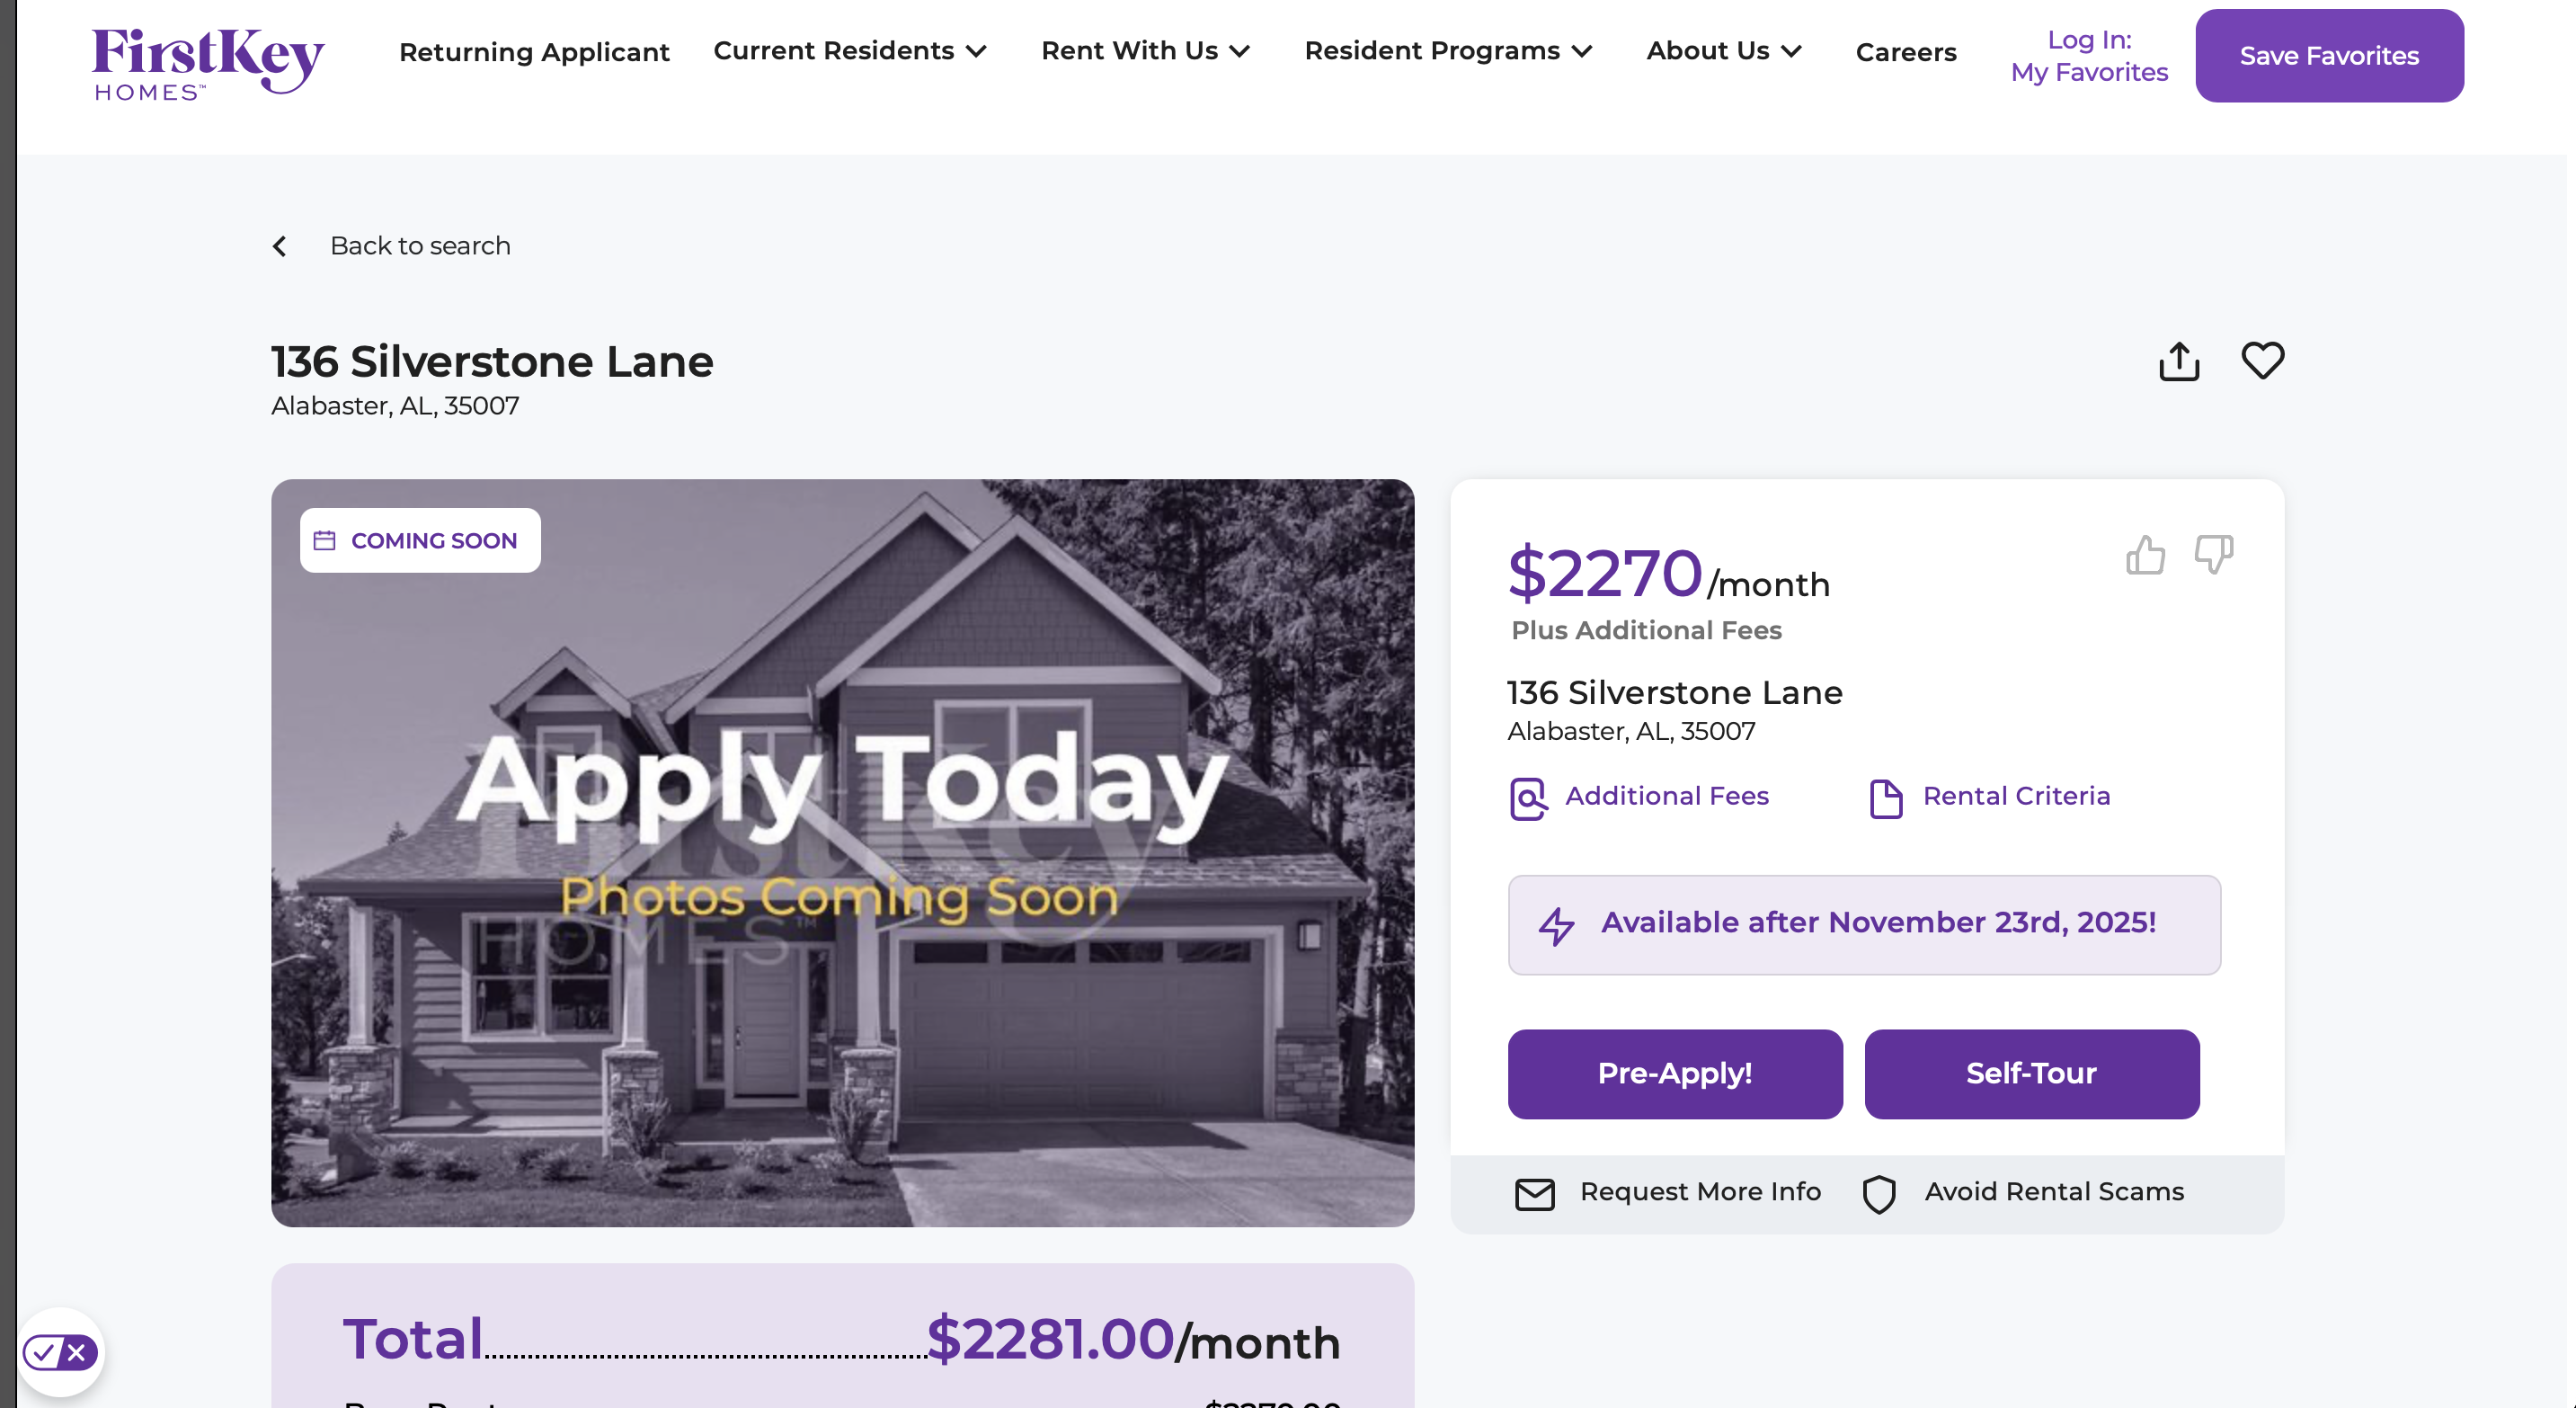 FirstKey
HOMES™
Returning Applicant
Current Residents
Rent With Us
Resident Programs
About Us
Careers
Log In:
My Favorites
Save Favorites
Back to search
136 Silverstone Lane
Alabaster, AL, 35007
COMING SOON
Apply Today
FirstKey
Photos Coming Soon
HOMES™
$2270/month
Plus Additional Fees
136 Silverstone Lane
Alabaster, AL, 35007
Additional Fees
Rental Criteria
Available after November 23rd, 2025!
Pre-Apply!
Self-Tour
Request More Info
Avoid Rental Scams
Total $2281.00/month